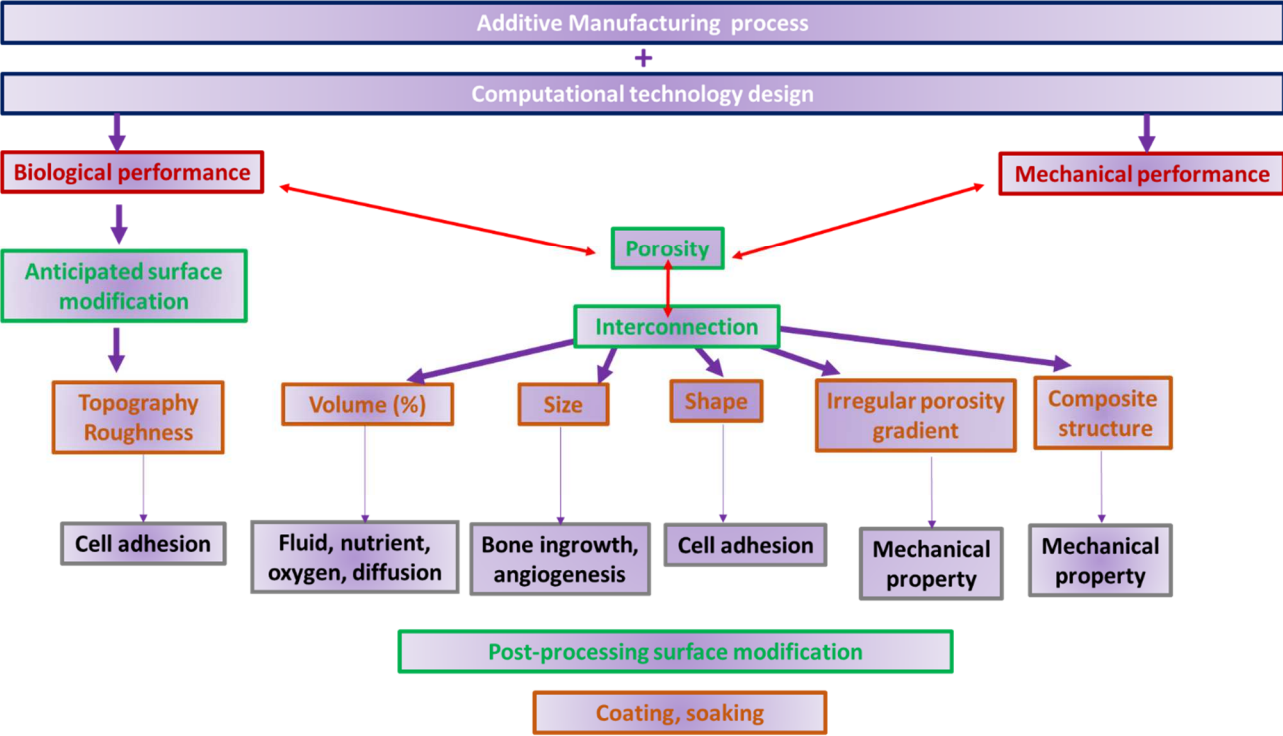 Additive Manufacturing process
+
Computational technology design
Biological performance
Mechanical performance
Porosity
Anticipated surface
modification
Interconnection
Topography
Roughness
Volume (%)
Size
Shape
Irregular porosity
gradient
Composite
structure
Cell adhesion
Fluid, nutrient,
oxygen, diffusion
Bone ingrowth,
angiogenesis
Cell adhesion
Mechanical
property
Mechanical
property
Post-processing surface modification
Coating, soaking